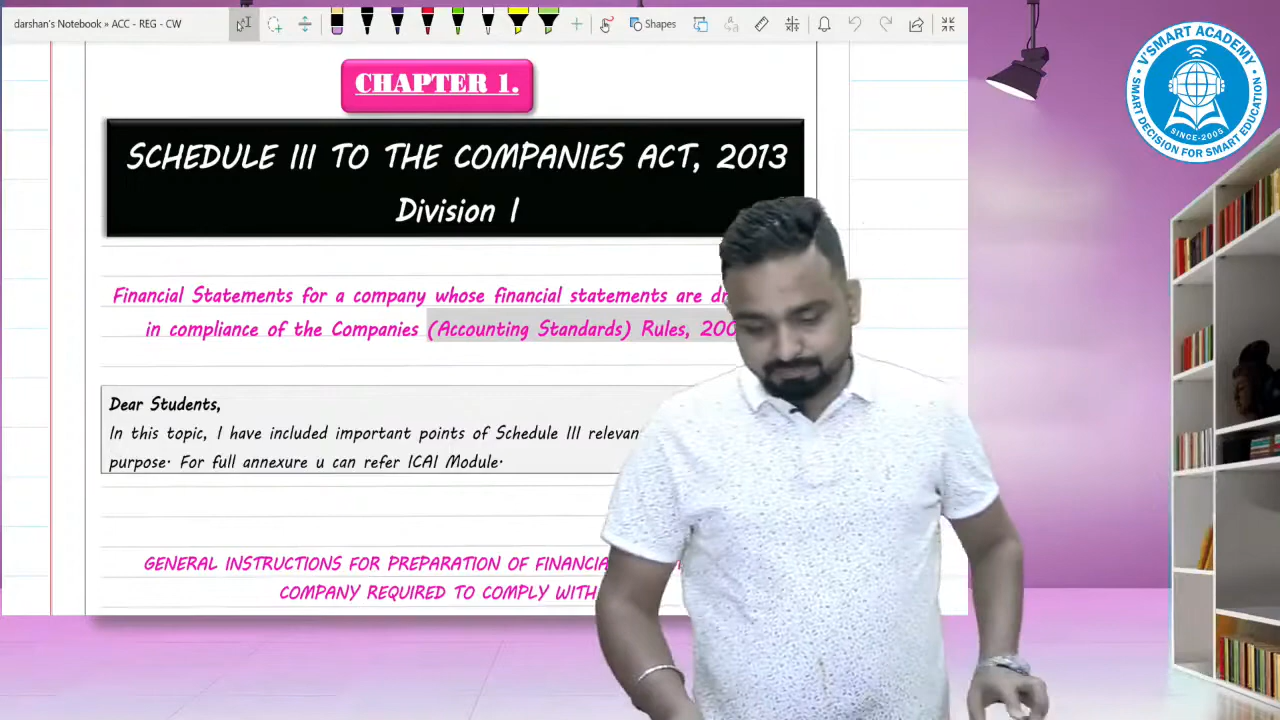 darshan's Notebook » ACC - REG - CW
Shapes
CHAPTER 1.
SCHEDULE III TO THE COMPANIES ACT, 2013
Division I
Financial Statements for a company whose financial statements are
in compliance of the Companies (Accounting Standards) Rules,
Dear Students,
In this topic, I have included important points of Schedule III
purpose. For full annexure u can refer ICAI Module.
GENERAL INSTRUCTIONS FOR PREPARATION OF
COMPANY REQUIRED TO COMPLY WITH
V'SMART ACADEMY
SINCE-2005
SMART DECISION FOR SMART EDUCATION